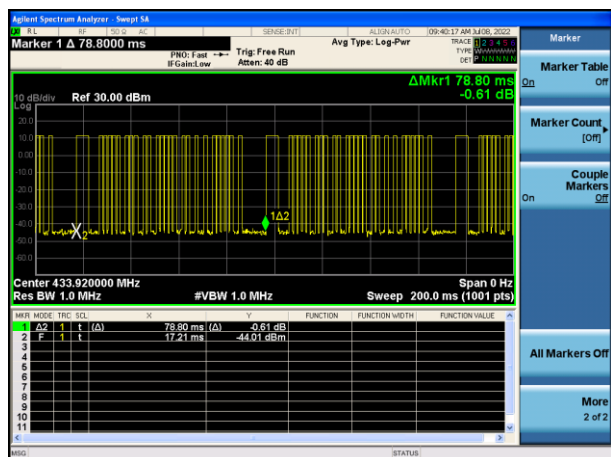 Agilent Spectrum Analyzer - Swept SA
RL RF 50 Ω AC SENSE:INT ALIGN AUTO 09:40:17 AM Jul 08, 2022
Marker 1 Δ 78.8000 ms
PNO: Fast
IFGain:Low
Trig: Free Run
Atten: 40 dB
Avg Type: Log-Pwr
TRACE 1 2 3 4 5 6
TYPE
DET P N N N N N
Marker
Marker Table
On Off
Marker Count
[Off]
Couple
Markers
On Off
All Markers Off
More
2 of 2
ΔMkr1 78.80 ms
-0.61 dB
10 dB/div
Log
Ref 30.00 dBm
20.0
10.0
0.00
-10.0
-20.0
-30.0
-40.0
-50.0
-60.0
X2
1Δ2
Center 433.920000 MHz
Span 0 Hz
Res BW 1.0 MHz
#VBW 1.0 MHz
Sweep 200.0 ms (1001 pts)
MKR MODE TRC SCL X Y FUNCTION FUNCTION WIDTH FUNCTION VALUE
1 Δ2 1 t (Δ) 78.80 ms (Δ) -0.61 dB
2 F 1 t 17.21 ms -44.01 dBm
3
4
5
6
7
8
9
10
11
MSG STATUS